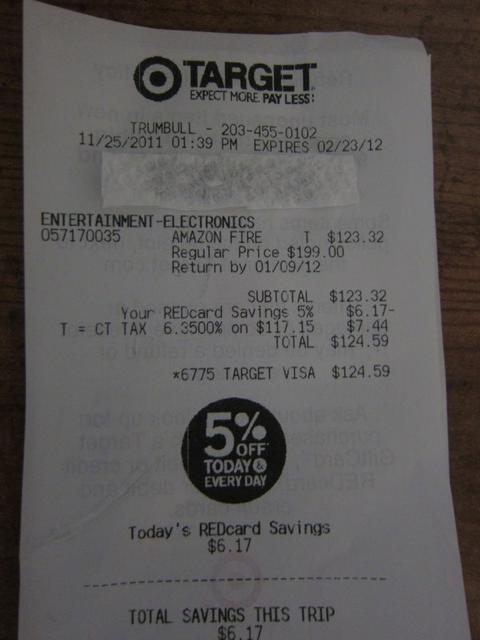 TARGET
EXPECT MORE. PAY LESS.
TRUMBULL - 203-455-0102
11/25/2011 01:39 PM EXPIRES 02/23/12
ENTERTAINMENT-ELECTRONICS
057170035 AMAZON FIRE T $123.32
Regular Price $199.00
Return by 01/09/12
SUBTOTAL $123.32
Your REDcard Savings 5% $6.17-
T = CT TAX 6.3500% on $117.15 $7.44
TOTAL $124.59
*6775 TARGET VISA $124.59
5%
OFF
TODAY &
EVERY DAY
Today's REDcard Savings
$6.17
TOTAL SAVINGS THIS TRIP
$6.17